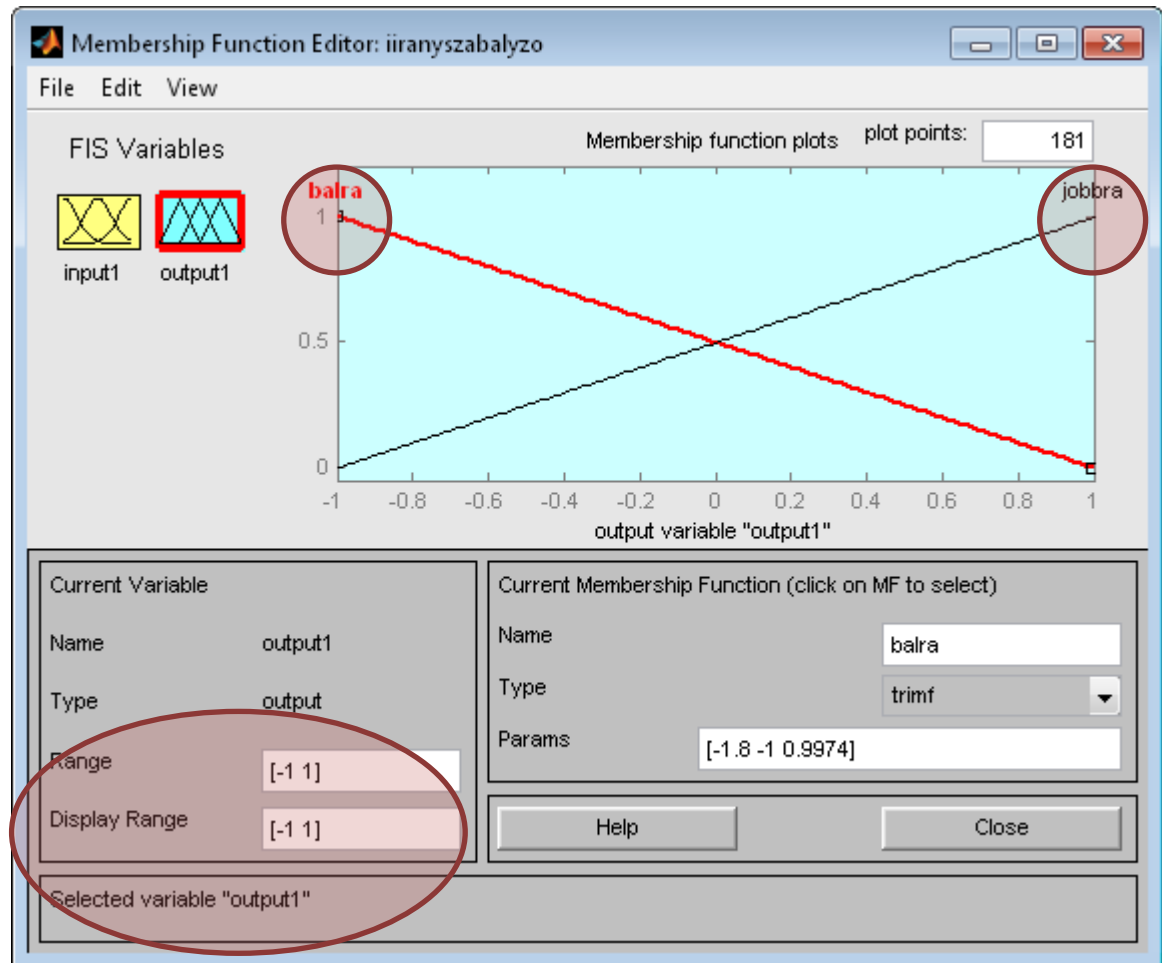 Membership Function Editor: iiranyszabalyzo
File Edit View
FIS Variables
Membership function plots
plot points:
181
input1
output1
balra
jobbra
1
0.5
0
-1 -0.8 -0.6 -0.4 -0.2 0 0.2 0.4 0.6 0.8 1
output variable "output1"
Current Variable
Name output1
Type output
Range [-1 1]
Display Range [-1 1]
Current Membership Function (click on MF to select)
Name balra
Type trimf
Params [-1.8 -1 0.9974]
Help Close
Selected variable "output1"